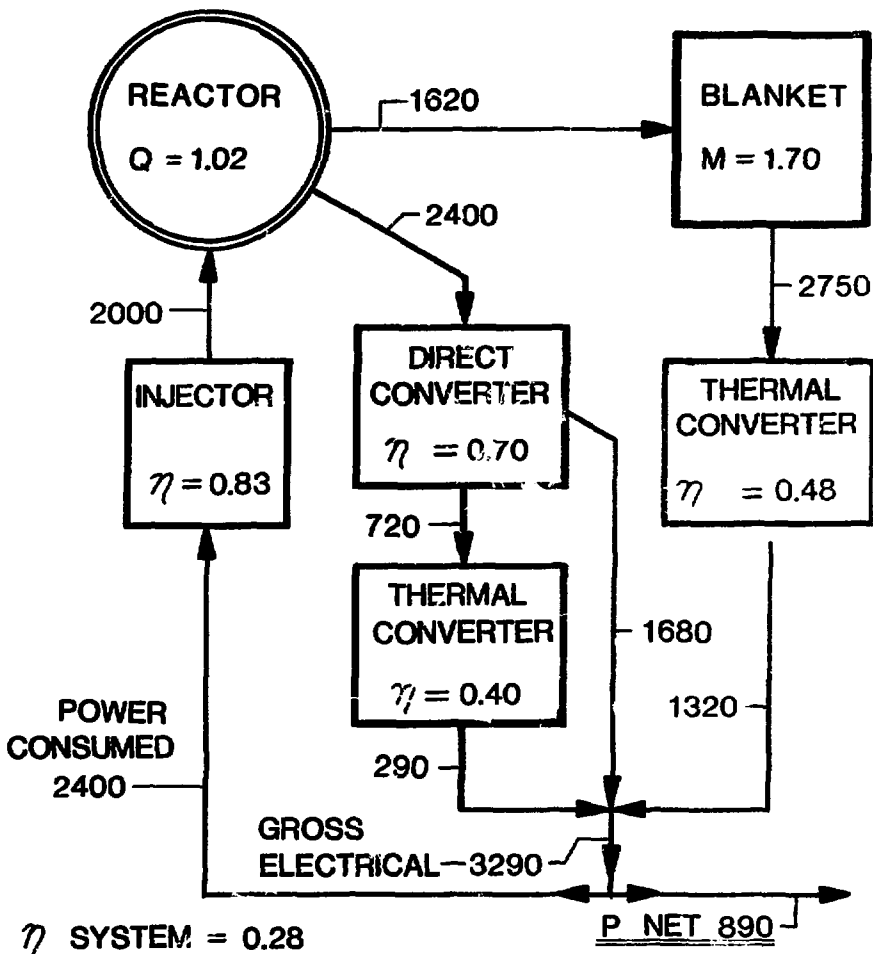 REACTOR
Q = 1.02
1620
BLANKET
M = 1.70
2400
2750
2000
INJECTOR
η = 0.83
DIRECT
CONVERTER
η = 0.70
THERMAL
CONVERTER
η = 0.48
720
THERMAL
CONVERTER
η = 0.40
1680
1320
290
POWER
CONSUMED
2400
GROSS
ELECTRICAL 3290
P NET 890
η SYSTEM = 0.28